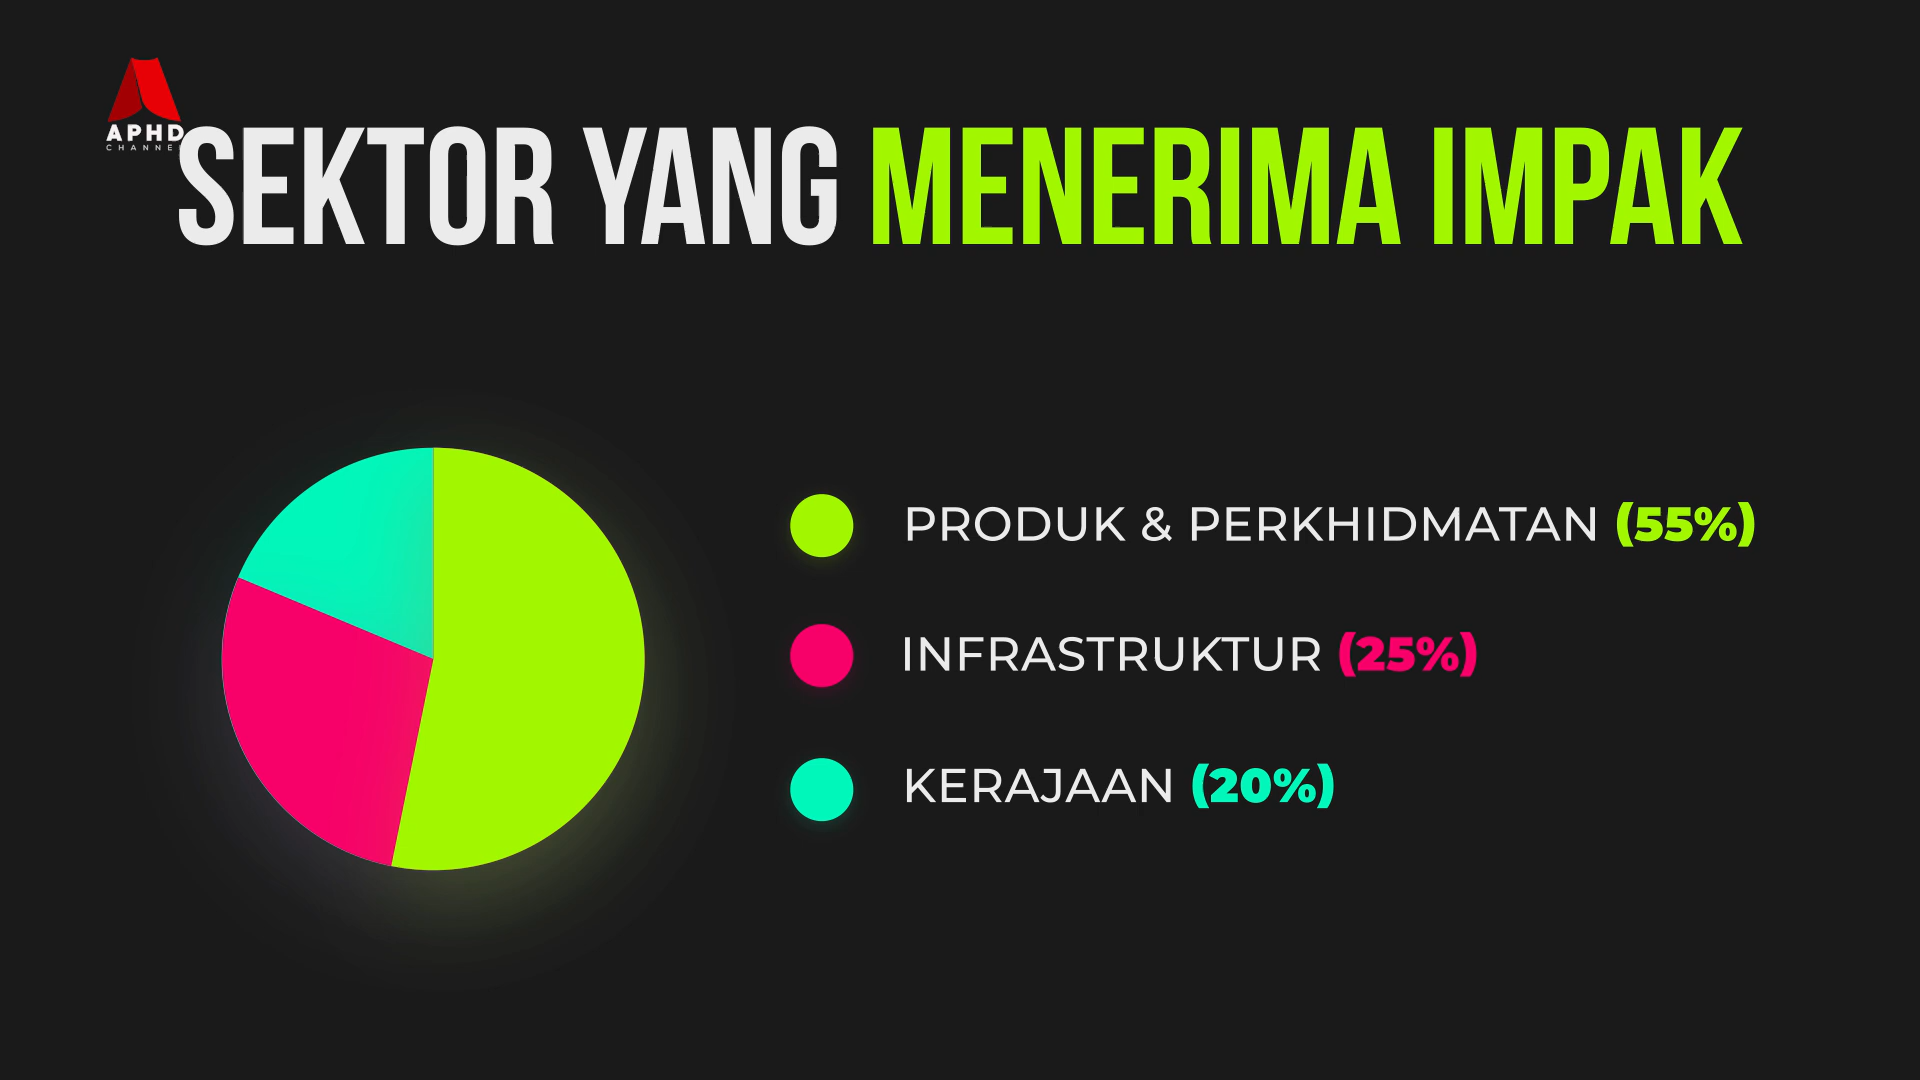 APHD
CHANNEL
SEKTOR YANG MENERIMA IMPAK
PRODUK & PERKHIDMATAN (55%)
INFRASTRUKTUR (25%)
KERAJAAN (20%)